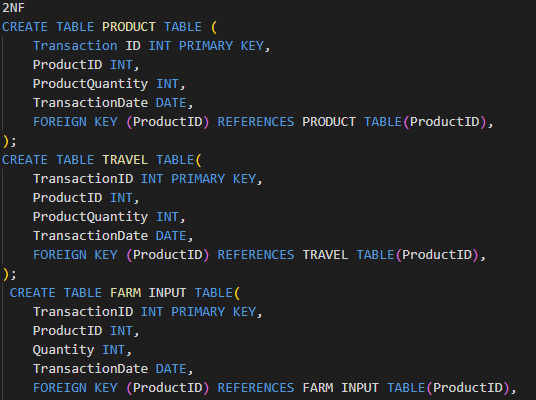 2NF
CREATE TABLE PRODUCT TABLE (
    Transaction ID INT PRIMARY KEY,
    ProductID INT,
    ProductQuantity INT,
    TransactionDate DATE,
    FOREIGN KEY (ProductID) REFERENCES PRODUCT TABLE(ProductID),
);
CREATE TABLE TRAVEL TABLE(
    TransactionID INT PRIMARY KEY,
    ProductID INT,
    ProductQuantity INT,
    TransactionDate DATE,
    FOREIGN KEY (ProductID) REFERENCES TRAVEL TABLE(ProductID),
);
 CREATE TABLE FARM INPUT TABLE(
    TransactionID INT PRIMARY KEY,
    ProductID INT,
    Quantity INT,
    TransactionDate DATE,
    FOREIGN KEY (ProductID) REFERENCES FARM INPUT TABLE(ProductID),